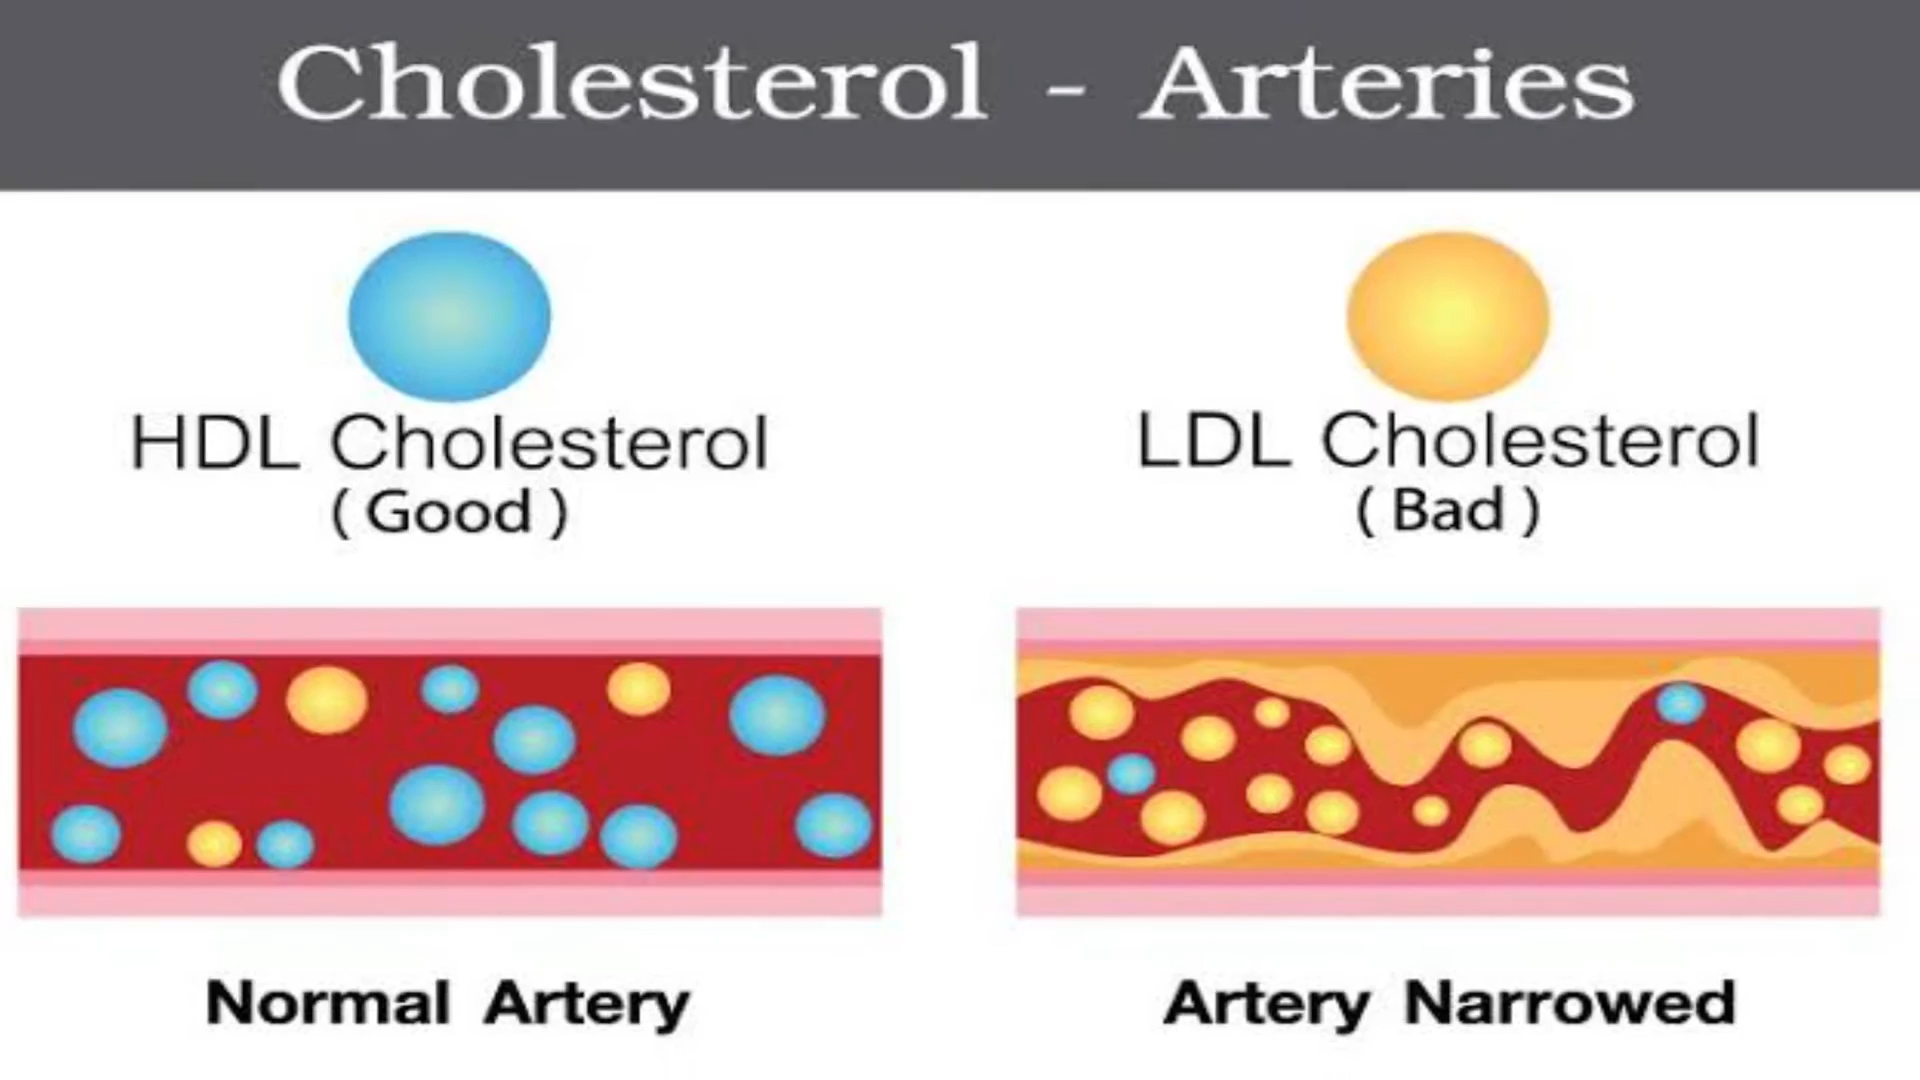 Cholesterol - Arteries
HDL Cholesterol
( Good )
LDL Cholesterol
( Bad )
Normal Artery
Artery Narrowed